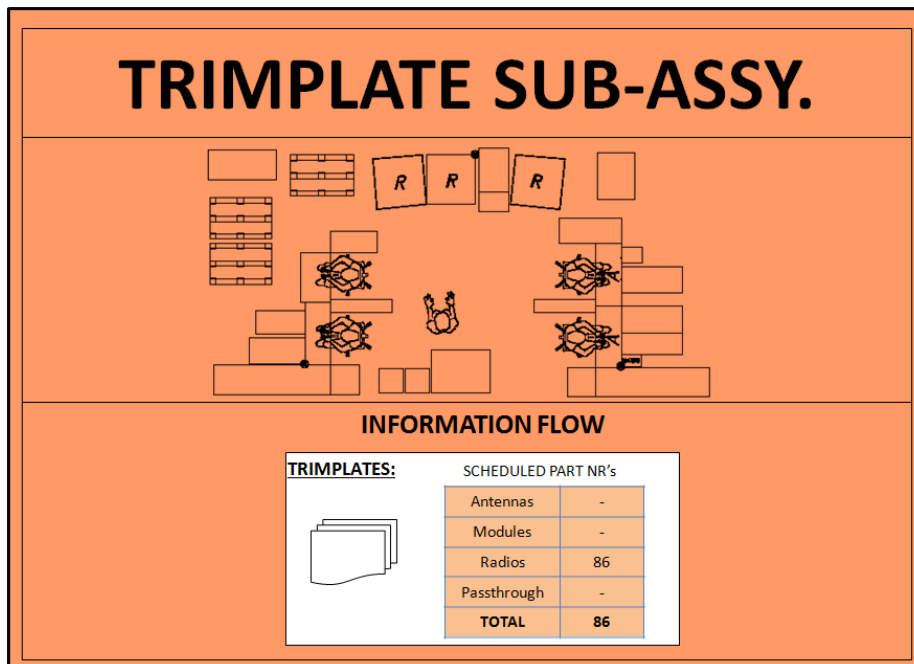 TRIMPLATE SUB-ASSY.
R R R
INFORMATION FLOW
TRIMPLATES:
SCHEDULED PART NR's
Antennas -
Modules -
Radios 86
Passthrough -
TOTAL 86